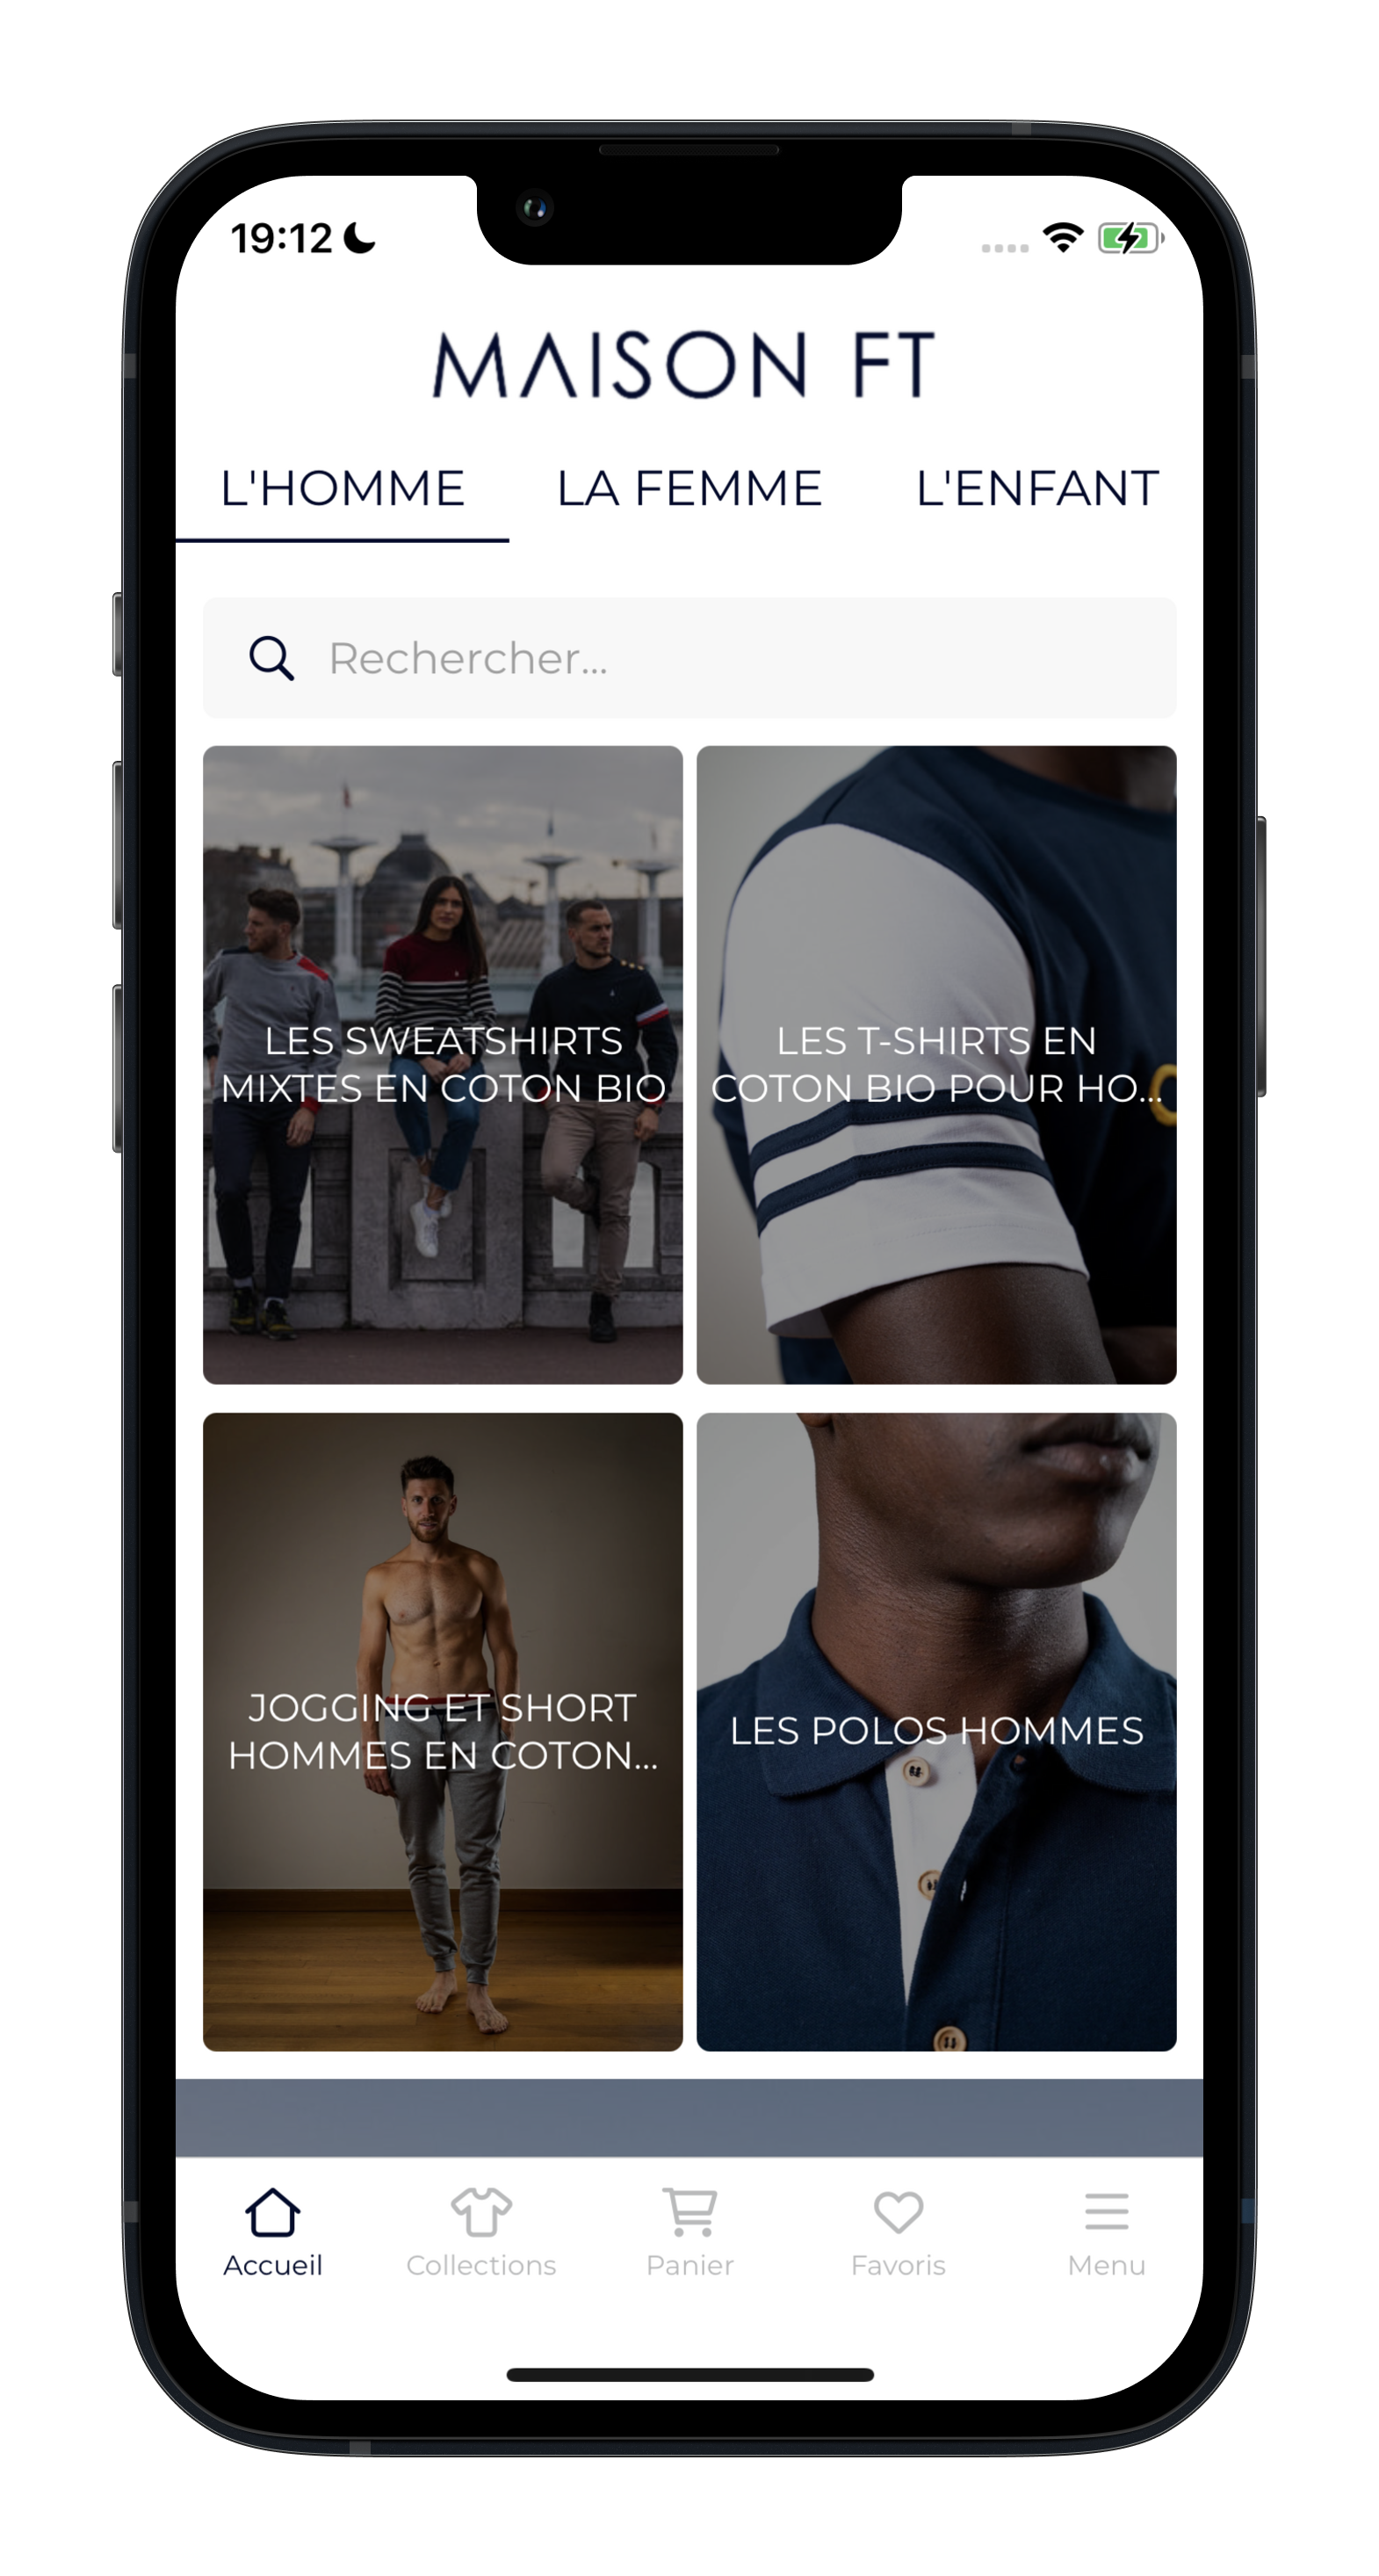 19:12
MAISON FT
L'HOMME LA FEMME L'ENFANT
Rechercher...
LES SWEATSHIRTS
MIXTES EN COTON BIO
LES T-SHIRTS EN
COTON BIO POUR HO...
JOGGING ET SHORT
HOMMES EN COTON...
LES POLOS HOMMES
Accueil Collections Panier Favoris Menu